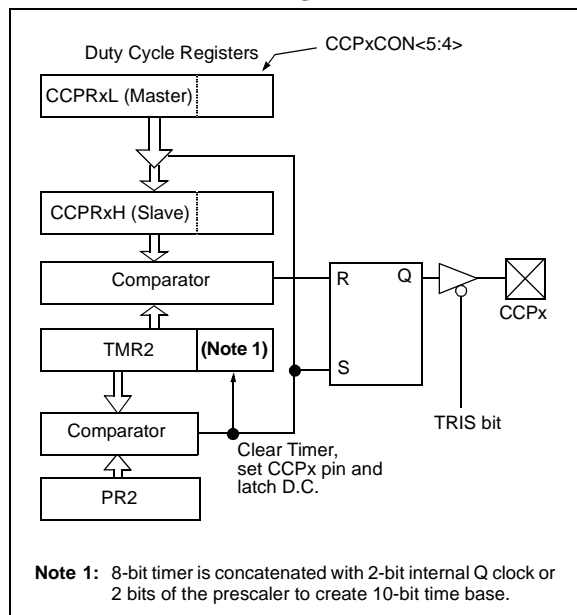 Duty Cycle Registers
CCPxCON<5:4>
CCPRxL (Master)
CCPRxH (Slave)
Comparator
R
Q
CCPx
TMR2
(Note 1)
S
TRIS bit
Comparator
Clear Timer,
set CCPx pin and
latch D.C.
PR2
Note 1: 8-bit timer is concatenated with 2-bit internal Q clock or
2 bits of the prescaler to create 10-bit time base.